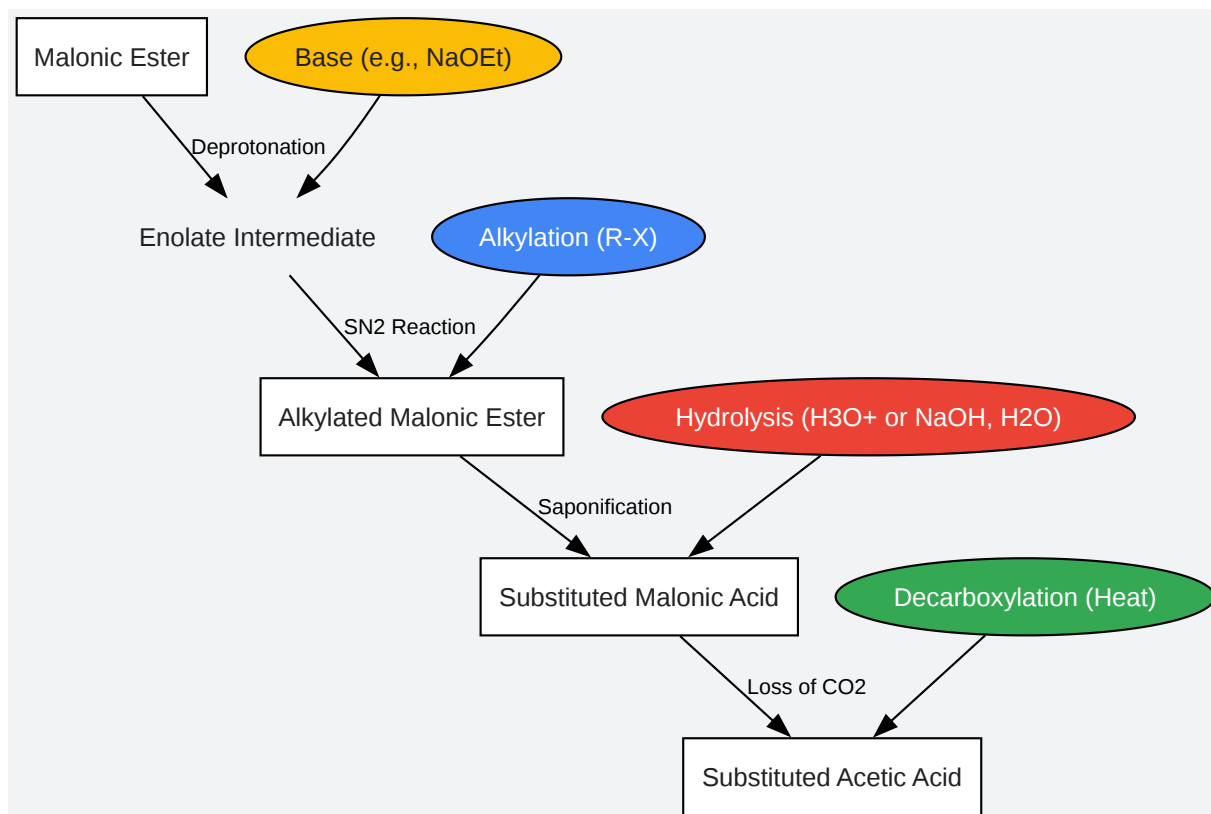 Malonic Ester
Base (e.g., NaOEt)
Deprotonation
Enolate Intermediate
Alkylation (R-X)
SN2 Reaction
Alkylated Malonic Ester
Hydrolysis (H3O+ or NaOH, H2O)
Saponification
Substituted Malonic Acid
Decarboxylation (Heat)
Loss of CO2
Substituted Acetic Acid